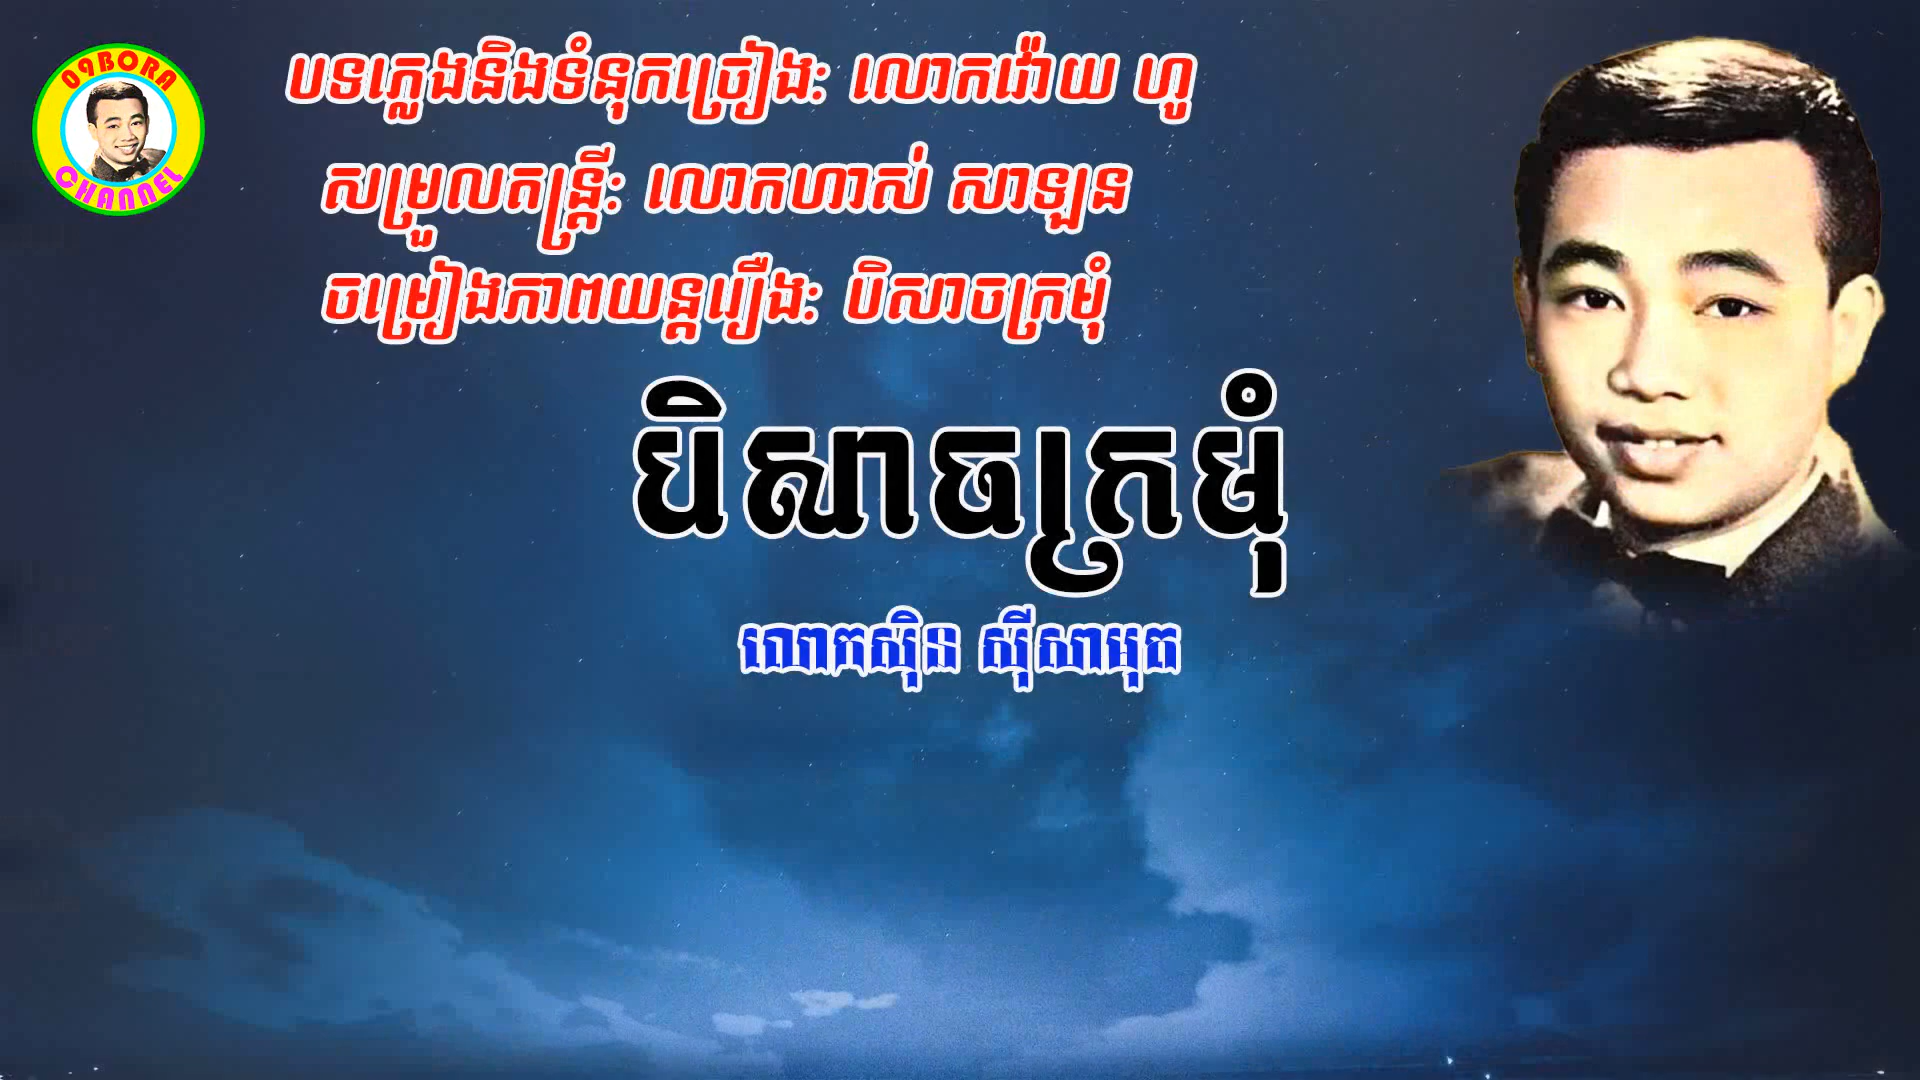 09BORA
CHANNEL
បទភ្លេងនិងទំនុកច្រៀង: លោកវ៉ោយ ហូ
សម្រួលតន្ត្រី: លោកហាស់ សាឡន
ចម្រៀងភាពយន្តរឿង: បិសាចក្រមុំ
បិសាចក្រមុំ
លោកស៊ិន ស៊ីសាមុត